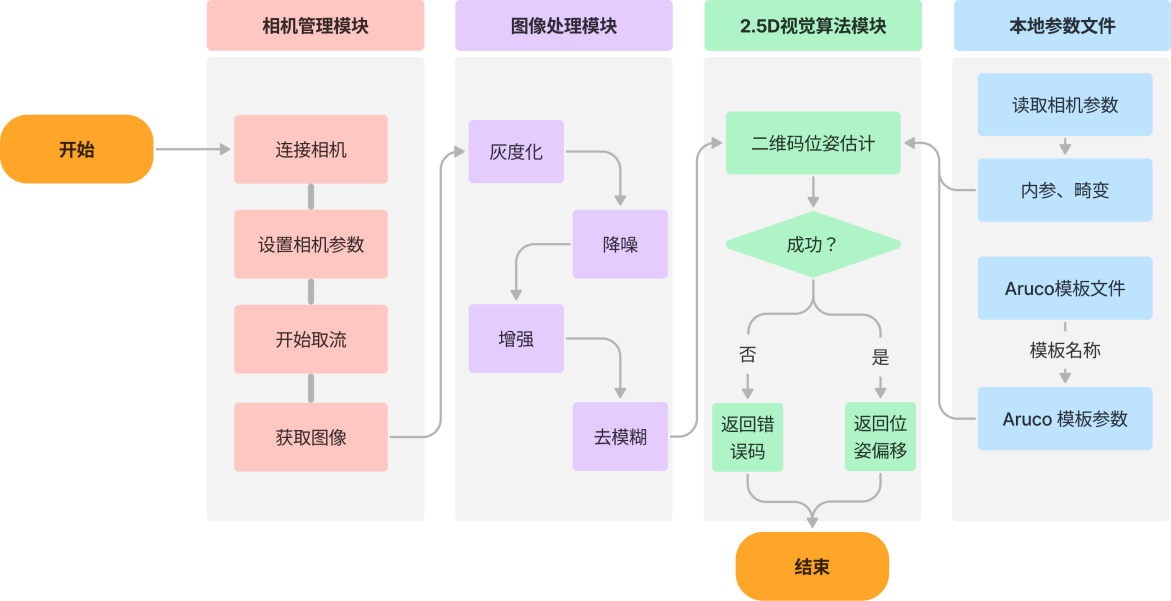 相机管理模块
图像处理模块
2.5D视觉算法模块
本地参数文件
开始
连接相机
设置相机参数
开始取流
获取图像
灰度化
降噪
增强
去模糊
二维码位姿估计
成功？
否
是
返回错
误码
返回位
姿偏移
读取相机参数
内参、畸变
Aruco模板文件
模板名称
Aruco 模板参数
结束